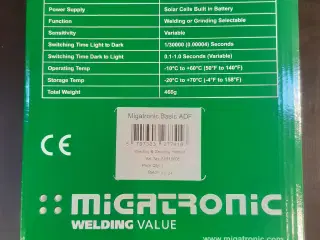 Power Supply Solar Cells Built in Battery
Function Welding or Grinding Selectable
Sensitivity Variable
Switching Time Light to Dark 1/30000 (0.00004) Seconds
Switching Time Dark to Light 0.1-1.0 Seconds (Variable)
Operating Temp -10°C to +60°C (50°F to 140°F)
Storage Temp -20°C to +70°C (-4°F to 158°F)
Total Weight 460g
Migatronic Basic ADF
CE
MIGATRONIC
WELDING VALUE
www.migatronic.com